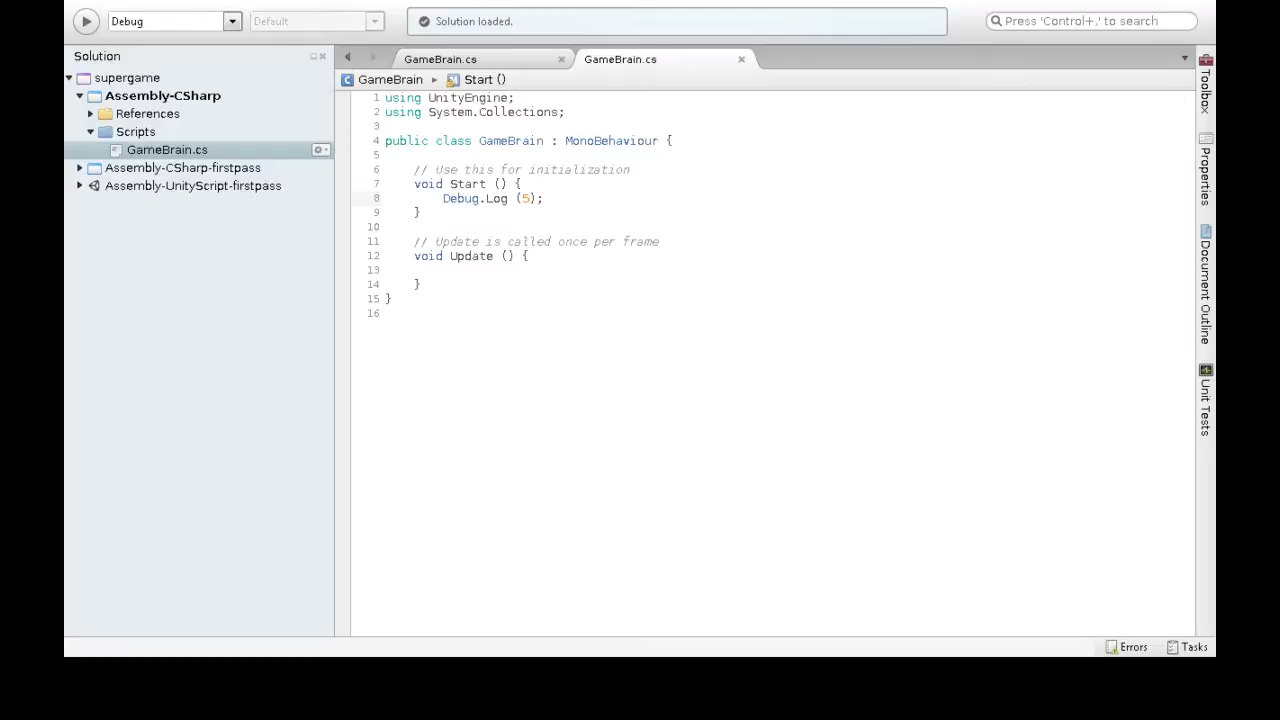 Debug
Default
Solution loaded.
Press 'Control+,' to search
Solution
supergame
Assembly-CSharp
References
Scripts
GameBrain.cs
Assembly-CSharp-firstpass
Assembly-UnityScript-firstpass
GameBrain.cs
GameBrain.cs
GameBrain
Start ()
1 using UnityEngine;
2 using System.Collections;
3
4 public class GameBrain : MonoBehaviour {
5
6 // Use this for initialization
7 void Start () {
8 Debug.Log (5);
9 }
10
11 // Update is called once per frame
12 void Update () {
13
14 }
15 }
16
Toolbox
Properties
Document Outline
Unit Tests
Errors
Tasks